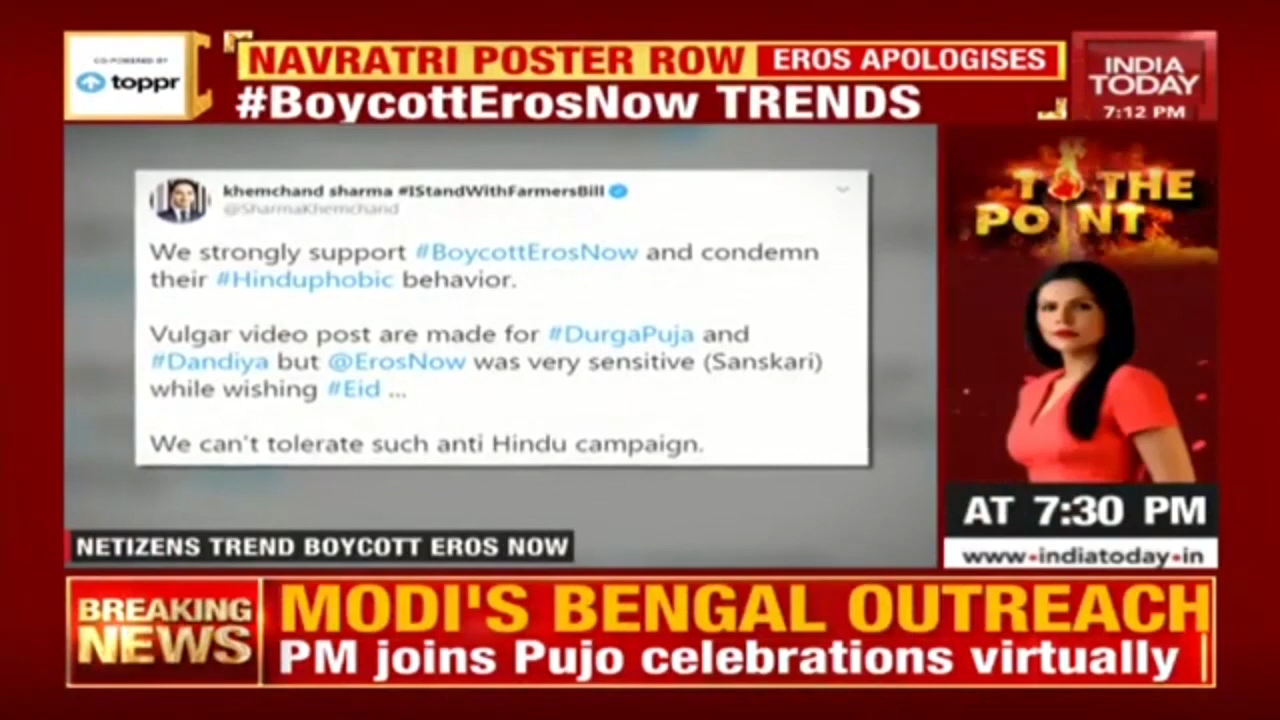 CO-POWERED BY
toppr
NAVRATRI POSTER ROW
EROS APOLOGISES
#BoycottErosNow TRENDS
INDIA
TODAY
7:12 PM
khemchand sharma #IStandWithFarmersBill
@SharmaKhemchand
We strongly support #BoycottErosNow and condemn
their #Hinduphobic behavior.
Vulgar video post are made for #DurgaPuja and
#Dandiya but @ErosNow was very sensitive (Sanskari)
while wishing #Eid ...
We can't tolerate such anti Hindu campaign.
TO THE
POINT
AT 7:30 PM
www.indiatoday.in
NETIZENS TREND BOYCOTT EROS NOW
BREAKING
NEWS
MODI'S BENGAL OUTREACH
PM joins Pujo celebrations virtually